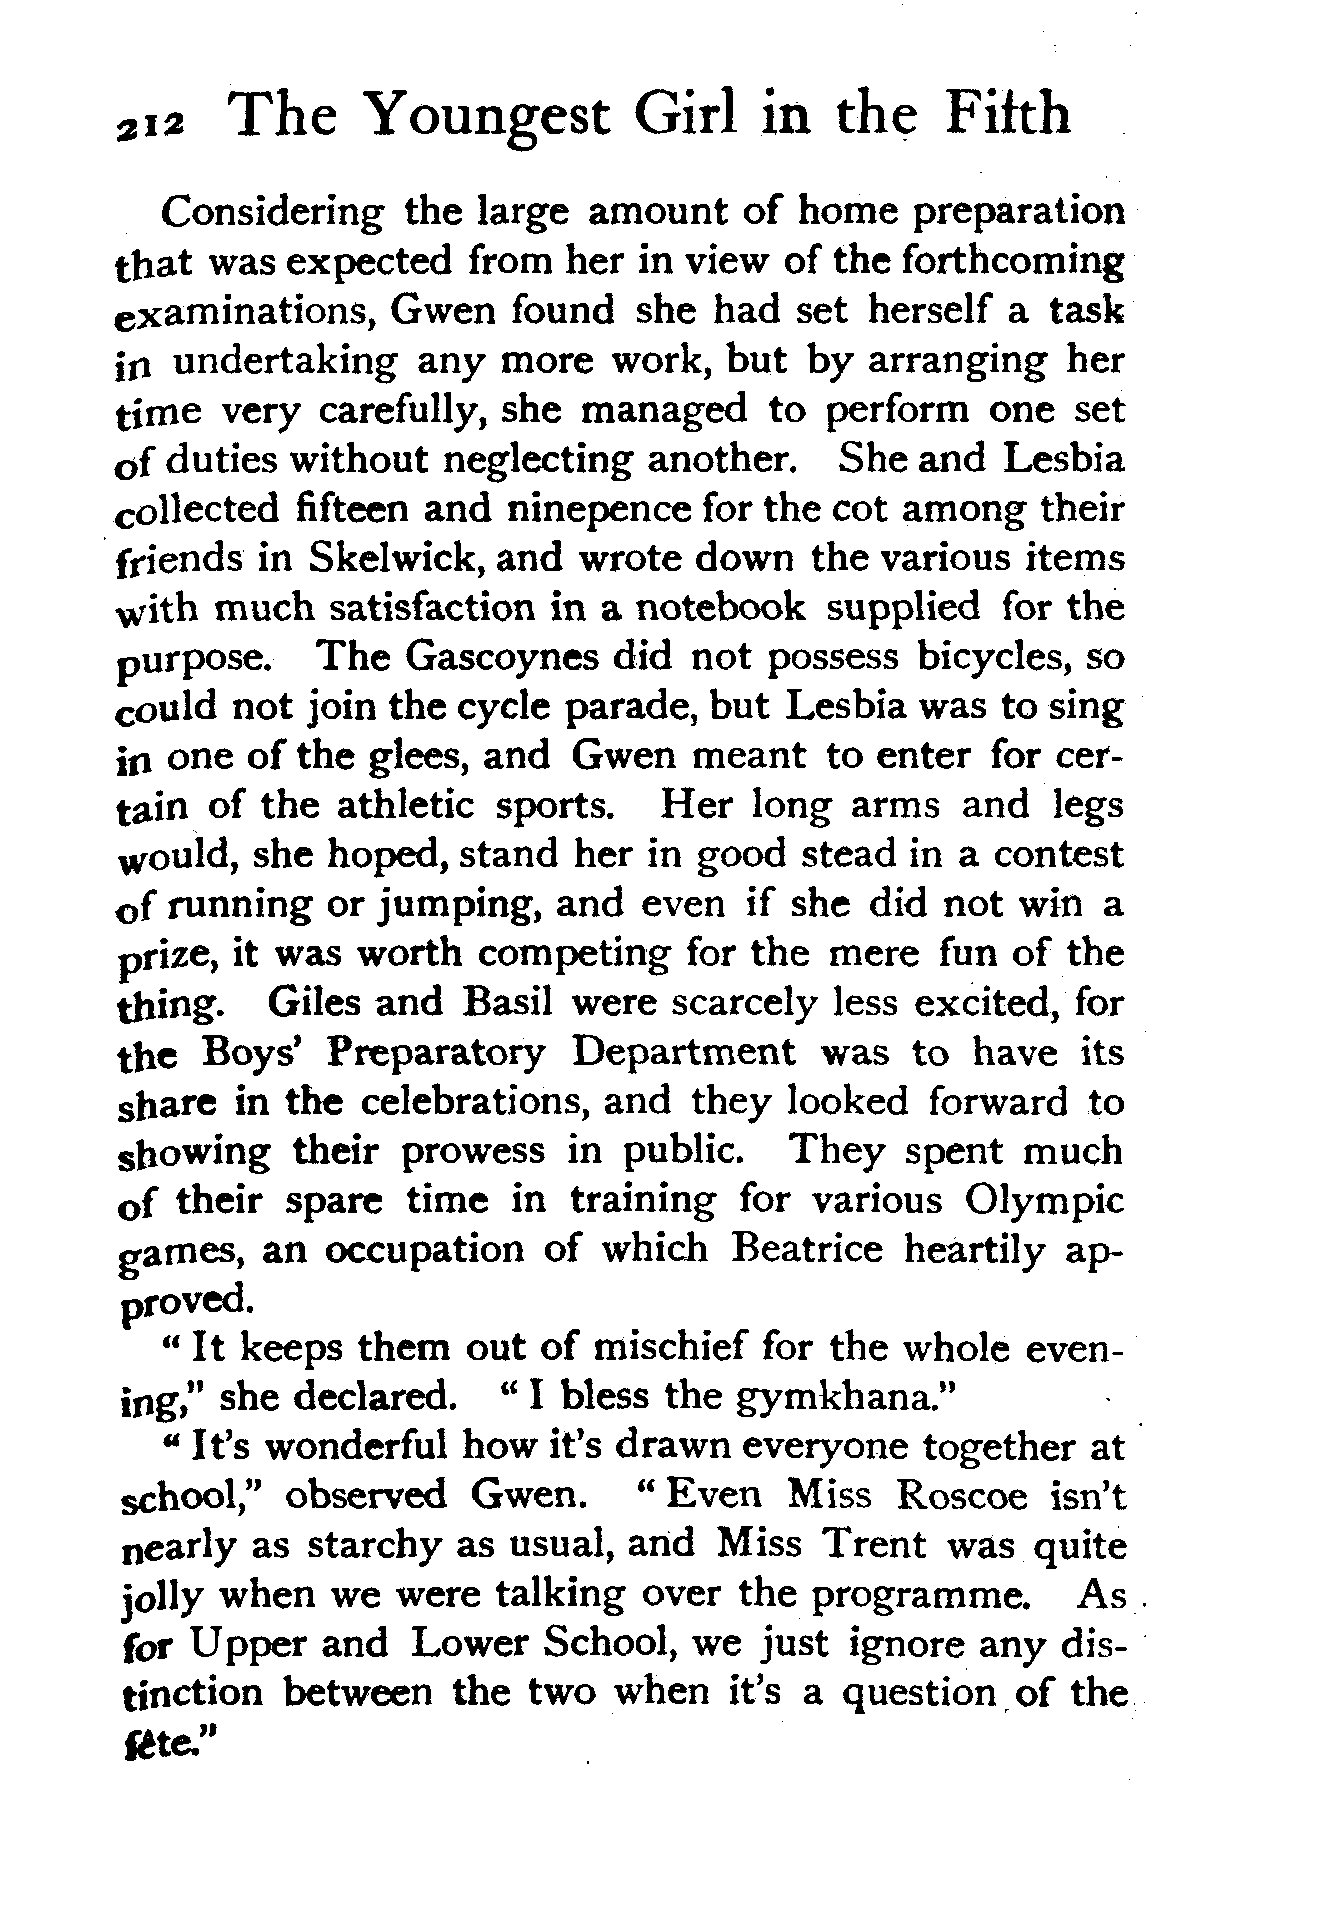 212 The Youngest Girl in the Fifth
Considering the large amount of home preparation
that was expected from her in view of the forthcoming
examinations, Gwen found she had set herself a task
in undertaking any more work, but by arranging her
time very carefully, she managed to perform one set
of duties without neglecting another. She and Lesbia
collected fifteen and ninepence for the cot among their
friends in Skelwick, and wrote down the various items
with much satisfaction in a notebook supplied for the
purpose. The Gascoynes did not possess bicycles, so
could not join the cycle parade, but Lesbia was to sing
in one of the glees, and Gwen meant to enter for cer-
tain of the athletic sports. Her long arms and legs
would, she hoped, stand her in good stead in a contest
of running or jumping, and even if she did not win a
prize, it was worth competing for the mere fun of the
thing. Giles and Basil were scarcely less excited, for
the Boys' Preparatory Department was to have its
share in the celebrations, and they looked forward to
showing their prowess in public. They spent much
of their spare time in training for various Olympic
games, an occupation of which Beatrice heartily ap-
proved.
“It keeps them out of mischief for the whole even-
ing,” she declared. “I bless the gymkhana.”
“It's wonderful how it's drawn everyone together at
school,” observed Gwen. “Even Miss Roscoe isn't
nearly as starchy as usual, and Miss Trent was quite
jolly when we were talking over the programme. As
for Upper and Lower School, we just ignore any dis-
tinction between the two when it's a question of the
fête.”